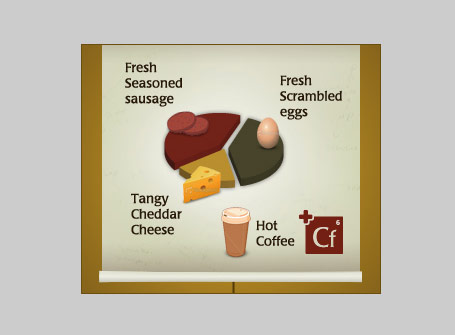 Fresh
Seasoned
sausage
Fresh
Scrambled
eggs
Tangy
Cheddar
Cheese
Hot
Coffee
6
Cf